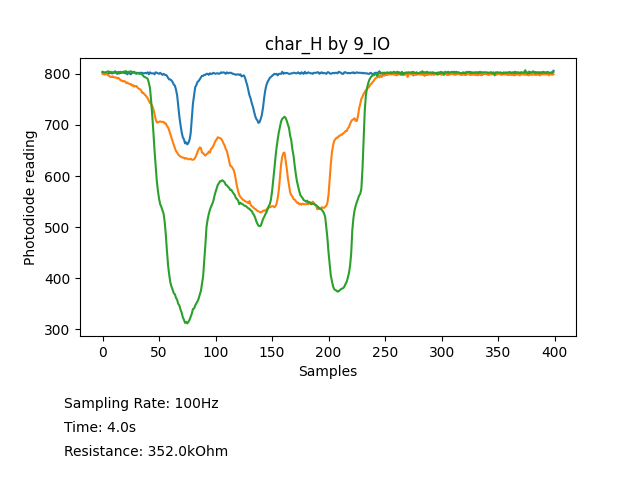 char_H by 9_IO
Photodiode reading
800
700
600
500
400
300
0 50 100 150 200 250 300 350 400
Samples
Sampling Rate: 100Hz
Time: 4.0s
Resistance: 352.0kOhm